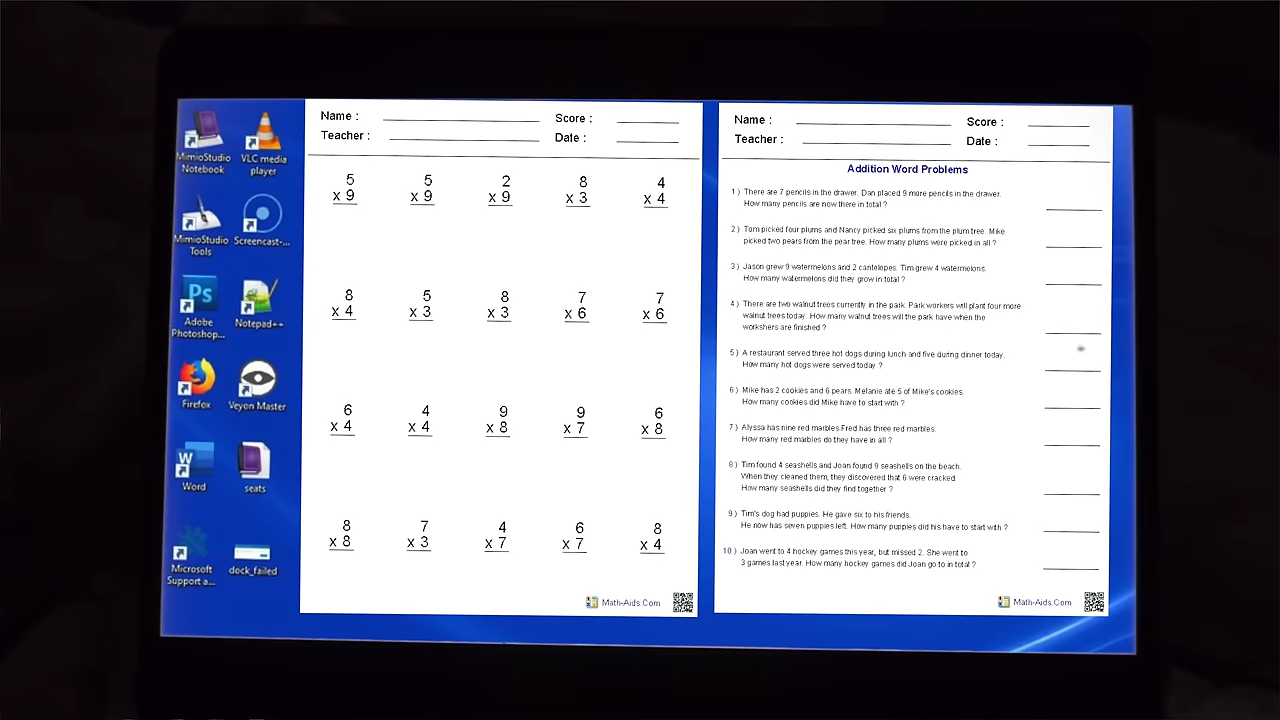 MimioStudio
Notebook
VLC media
player
MimioStudio
Tools
Screencast-...
Ps
Adobe
Photoshop...
Notepad++
Firefox
Veyon Master
W
Word
seats
Microsoft
Support a...
dock_failed
Name :
Score :
Teacher :
Date :
5 5 2 8 4
x 9 x 9 x 9 x 3 x 4
8 5 8 7 7
x 4 x 3 x 3 x 6 x 6
6 4 9 9 6
x 4 x 4 x 8 x 7 x 8
8 7 4 6 8
x 8 x 3 x 7 x 7 x 4
Math-Aids.Com
Name :
Score :
Teacher :
Date :
Addition Word Problems
1 ) There are 7 pencils in the drawer. Dan placed 9 more pencils in the drawer.
How many pencils are now there in total ?
2 ) Tom picked four plums and Nancy picked six plums from the plum tree. Mike
picked two pears from the pear tree. How many plums were picked in all ?
3 ) Jason grew 9 watermelons and 2 cantelopes. Tim grew 4 watermelons.
How many watermelons did they grow in total ?
4 ) There are two walnut trees currently in the park. Park workers will plant four more
walnut trees today. How many walnut trees will the park have when the
workshers are finished ?
5 ) A restaurant served three hot dogs during lunch and five during dinner today.
How many hot dogs were served today ?
6 ) Mike has 2 cookies and 6 pears. Melanie ate 5 of Mike's cookies.
How many cookies did Mike have to start with ?
7 ) Alyssa has nine red marbles Fred has three red marbles.
How many red marbles do they have in all ?
8 ) Tim found 4 seashells and Joan found 9 seashells on the beach.
When they cleaned them, they discovered that 6 were cracked.
How many seashells did they find together ?
9 ) Tim's dog had puppies. He gave six to his friends.
He now has seven puppies left. How many puppies did his have to start with ?
10 ) Joan went to 4 hockey games this year, but missed 2. She went to
3 games last year. How many hockey games did Joan go to in total ?
Math-Aids.Com